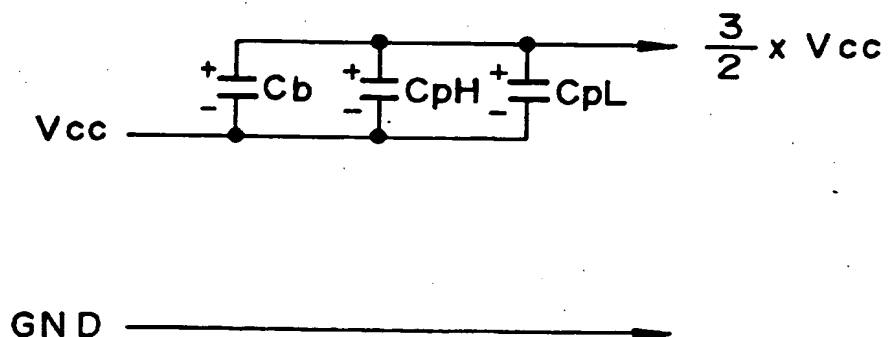 3/2 x Vcc
+ Cb + CpH + CpL
- - -
Vcc
GND